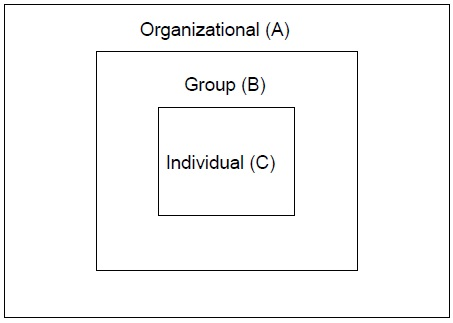 Organizational (A)
Group (B)
Individual (C)